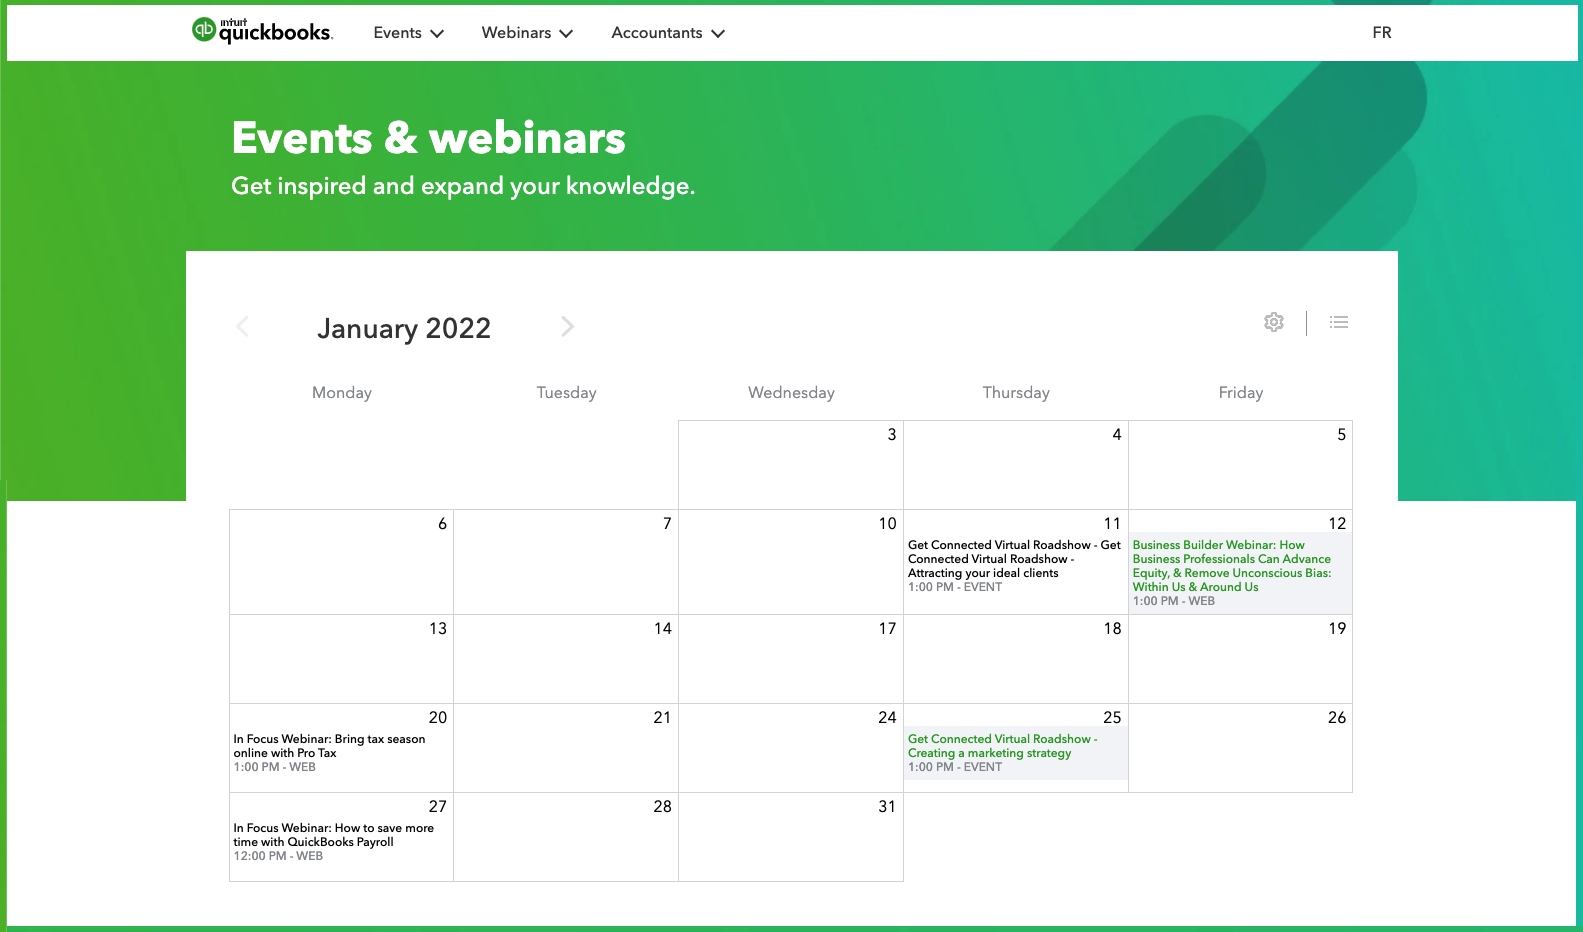 intuit
quickbooks.
Events
Webinars
Accountants
FR
Events & webinars
Get inspired and expand your knowledge.
January 2022
Monday
Tuesday
Wednesday
Thursday
Friday
3
4
5
6
7
10
11
Get Connected Virtual Roadshow - Get
Connected Virtual Roadshow -
Attracting your ideal clients
1:00 PM - EVENT
12
Business Builder Webinar: How
Business Professionals Can Advance
Equity, & Remove Unconscious Bias:
Within Us & Around Us
1:00 PM - WEB
13
14
17
18
19
20
In Focus Webinar: Bring tax season
online with Pro Tax
1:00 PM - WEB
21
24
25
Get Connected Virtual Roadshow -
Creating a marketing strategy
1:00 PM - EVENT
26
27
In Focus Webinar: How to save more
time with QuickBooks Payroll
12:00 PM - WEB
28
31